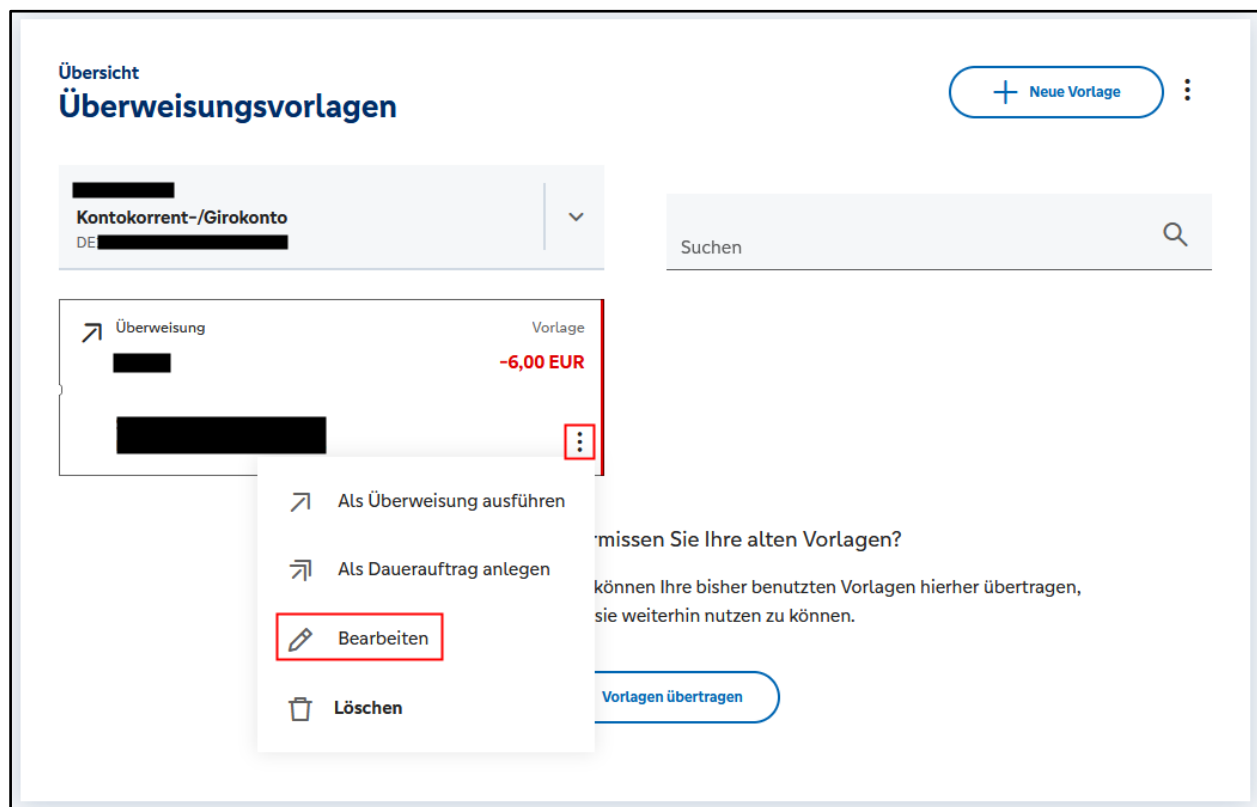 Übersicht
Überweisungsvorlagen
Neue Vorlage
Kontokorrent-/Girokonto
DE
Suchen
Überweisung
Vorlage
-6,00 EUR
Als Überweisung ausführen
Als Dauerauftrag anlegen
Bearbeiten
Löschen
Sie Ihre alten Vorlagen?
können Ihre bisher benutzten Vorlagen hierher übertragen,
sie weiterhin nutzen zu können.
Vorlagen übertragen